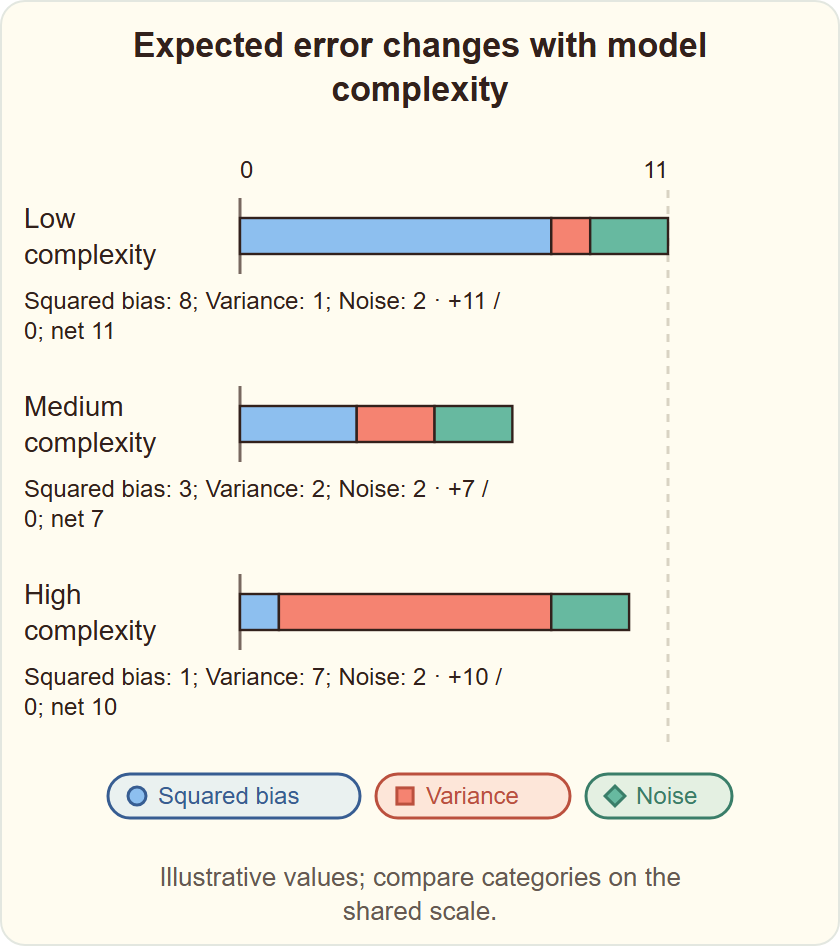 Expected error changes with model
complexity
0
11
Low
complexity
Squared bias: 8; Variance: 1; Noise: 2 · +11 /
0; net 11
Medium
complexity
Squared bias: 3; Variance: 2; Noise: 2 · +7 /
0; net 7
High
complexity
Squared bias: 1; Variance: 7; Noise: 2 · +10 /
0; net 10
Squared bias
Variance
Noise
Illustrative values; compare categories on the
shared scale.